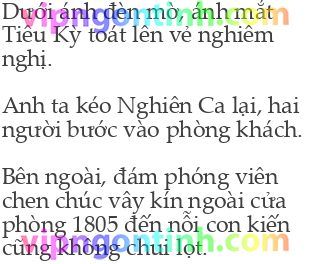 Dưới ánh đèn mờ, ánh mắt
Tiêu Kỳ toát lên vẻ nghiêm
nghị.
Anh ta kéo Nghiên Ca lại, hai
người bước vào phòng khách.
Bên ngoài, đám phóng viên
chen chúc vây kín ngoài cửa
phòng 1805 đến nỗi con kiến
cũng không chui lọt.
vipngontinh.com
vipngontinh.com